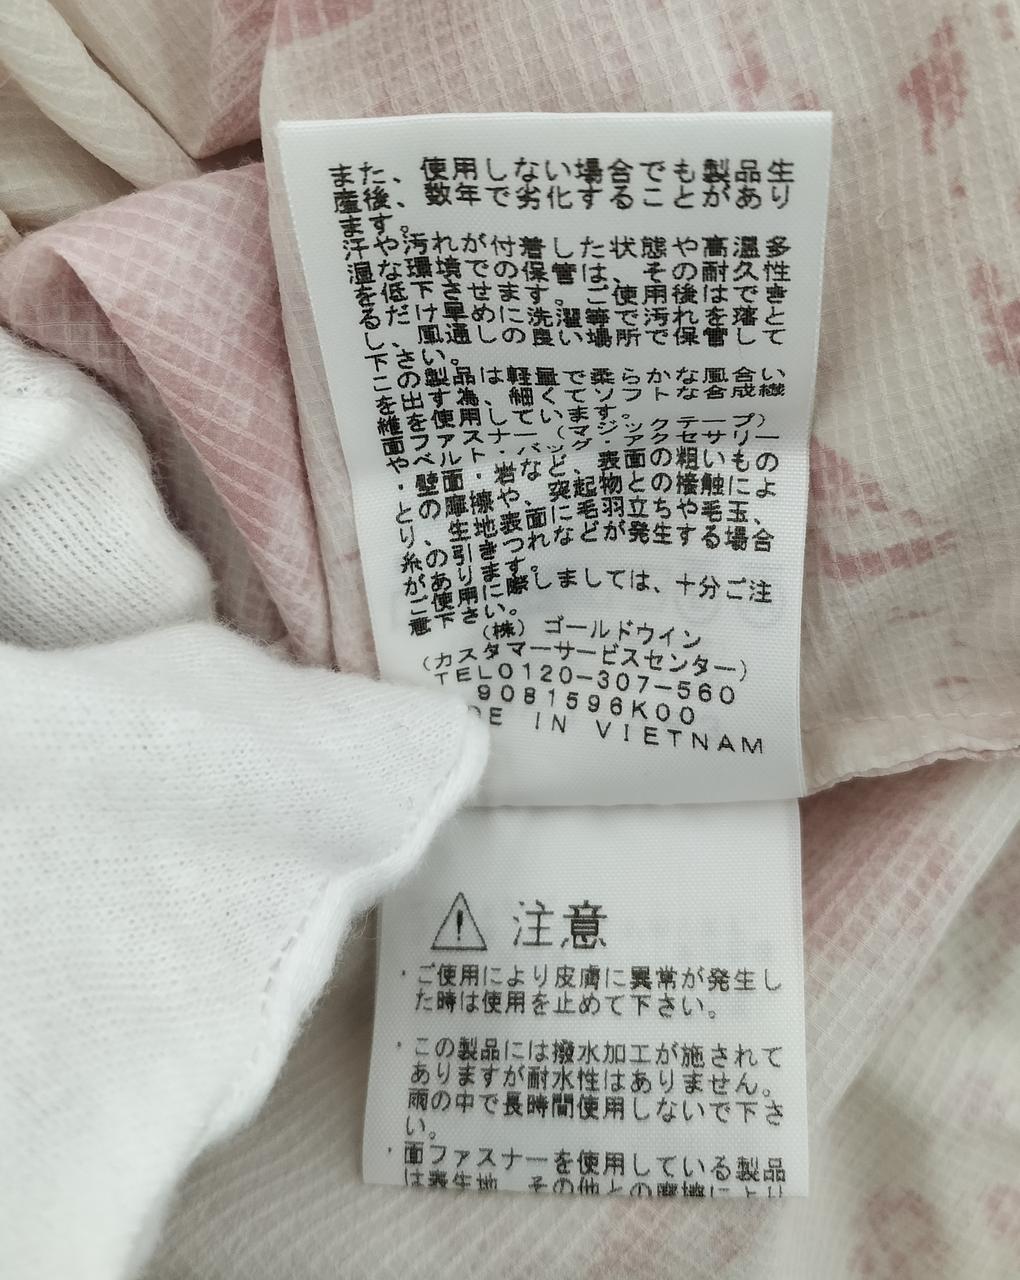 また、使用しない場合でも製品生
産後、数年で劣化することがあり
ます。
汗や汚れが付着した状態や高温多
湿な環境での保管は、その耐久性
を低下させます。ご使用後はでき
るだけ早めに洗濯等で汚れを落と
し、風通しの良い場所で保管して
下さい。
この製品は軽量で柔らかな風合い
を出す為、細くてソフトな合成繊
維を使用しています。
面ファスナー(マジックテープ)
やベルト・バッグ・アクセサリー
・壁面・岩など、表面の粗いもの
との摩擦や、突起物との接触によ
り、生地表面に毛羽立ちや毛玉、
糸の引きつれなどが発生する場合
があります。
ご使用に際しましては、十分ご注
意下さい。
(株) ゴールドウイン
(カスタマーサービスセンター)
TEL0120-307-560
9081596K00
DE IN VIETNAM
注意
・ご使用により皮膚に異常が発生し
た時は使用を止めて下さい。
・この製品には撥水加工が施されて
ありますが耐水性はありません。
雨の中で長時間使用しないで下さ
い。
・面ファスナーを使用している製品
は表生地、その他との摩擦により